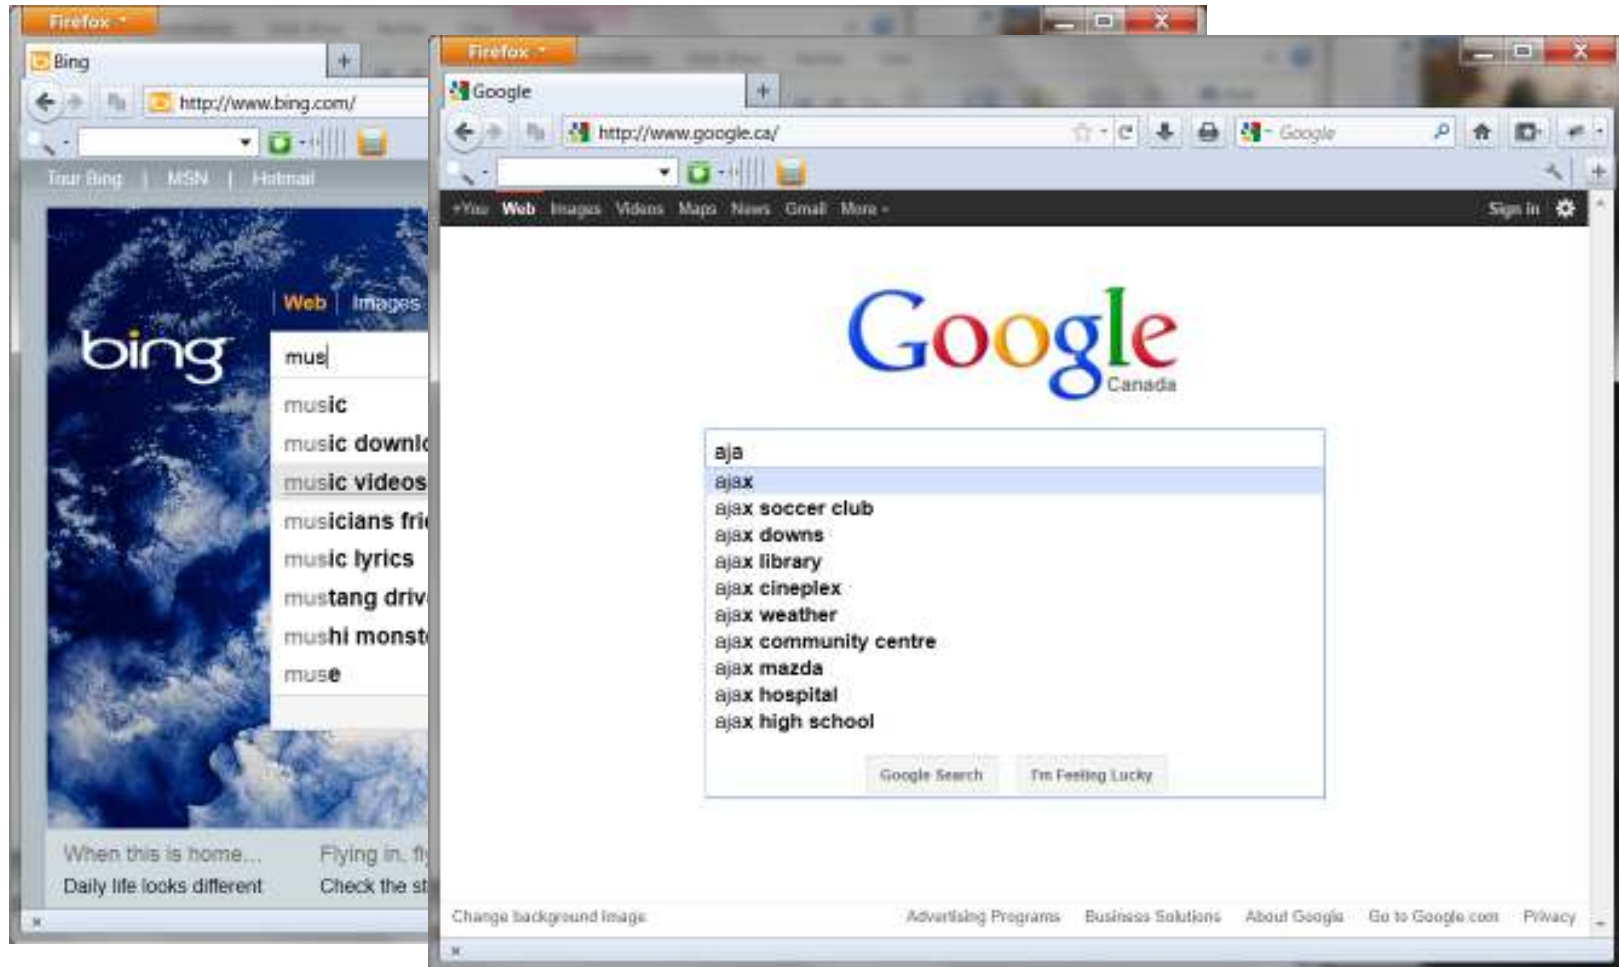 Firefox
Bing
http://www.bing.com/
Tour Bing | MSN | Hotmail
Web | Images
bing
mus
music
music downlo
music videos
musicians frie
music lyrics
mustang driv
mushi monst
muse
When this is home...
Daily life looks different
Flying in, fl
Check the st
Firefox
Google
http://www.google.ca/
Google
+You Web Images Videos Maps News Gmail More
Sign in
Google
Canada
aja
ajax
ajax soccer club
ajax downs
ajax library
ajax cineplex
ajax weather
ajax community centre
ajax mazda
ajax hospital
ajax high school
Google Search I'm Feeling Lucky
Change background image Advertising Programs Business Solutions About Google Go to Google.com Privacy